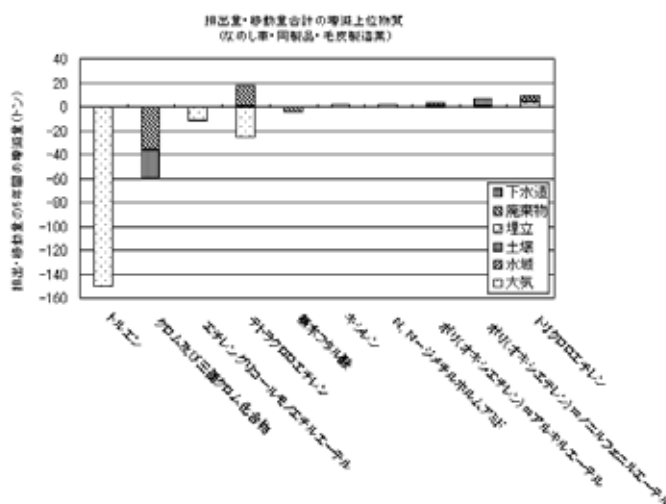 排出量・移動量合計の増減上位物質
(なめし革・同製品・毛皮製造業)
排出・移動量の5年間の増減量(トン)
40
20
0
-20
-40
-60
-80
-100
-120
-140
-160
下水道
廃棄物
埋立
土壌
水域
大気
トルエン
クロム及び三価クロム化合物
エチレングリコールモノエチルエーテル
テトラクロロエチレン
無水フタル酸
キシレン
N,N-ジメチルホルムアミド
ポリ(オキシエチレン)=アルキルエーテル
ポリ(オキシエチレン)=ノニルフェニルエーテル
トリクロロエチレン